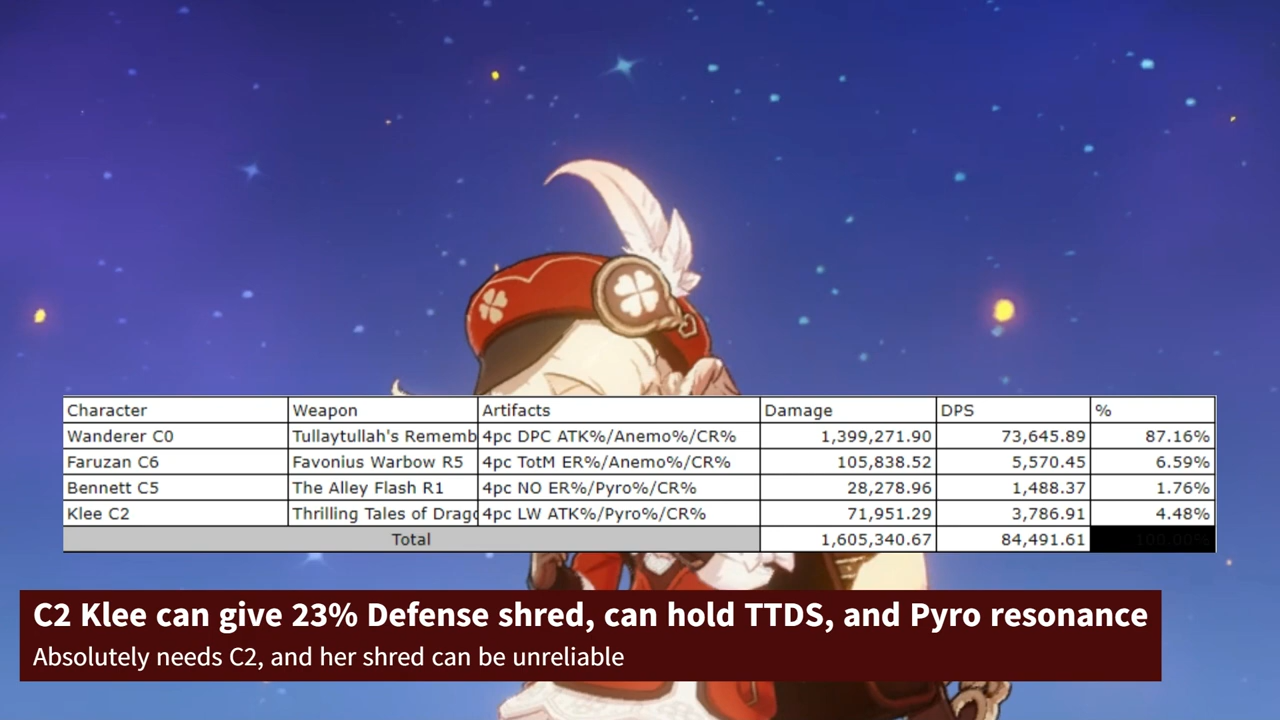 Character Weapon Artifacts Damage DPS %
Wanderer C0 Tullaytullah's Rememb 4pc DPC ATK%/Anemo%/CR% 1,399,271.90 73,645.89 87.16%
Faruzan C6 Favonius Warbow R5 4pc TotM ER%/Anemo%/CR% 105,838.52 5,570.45 6.59%
Bennett C5 The Alley Flash R1 4pc NO ER%/Pyro%/CR% 28,278.96 1,488.37 1.76%
Klee C2 Thrilling Tales of Drago 4pc LW ATK%/Pyro%/CR% 71,951.29 3,786.91 4.48%
Total 1,605,340.67 84,491.61 100.00%
C2 Klee can give 23% Defense shred, can hold TTDS, and Pyro resonance
Absolutely needs C2, and her shred can be unreliable